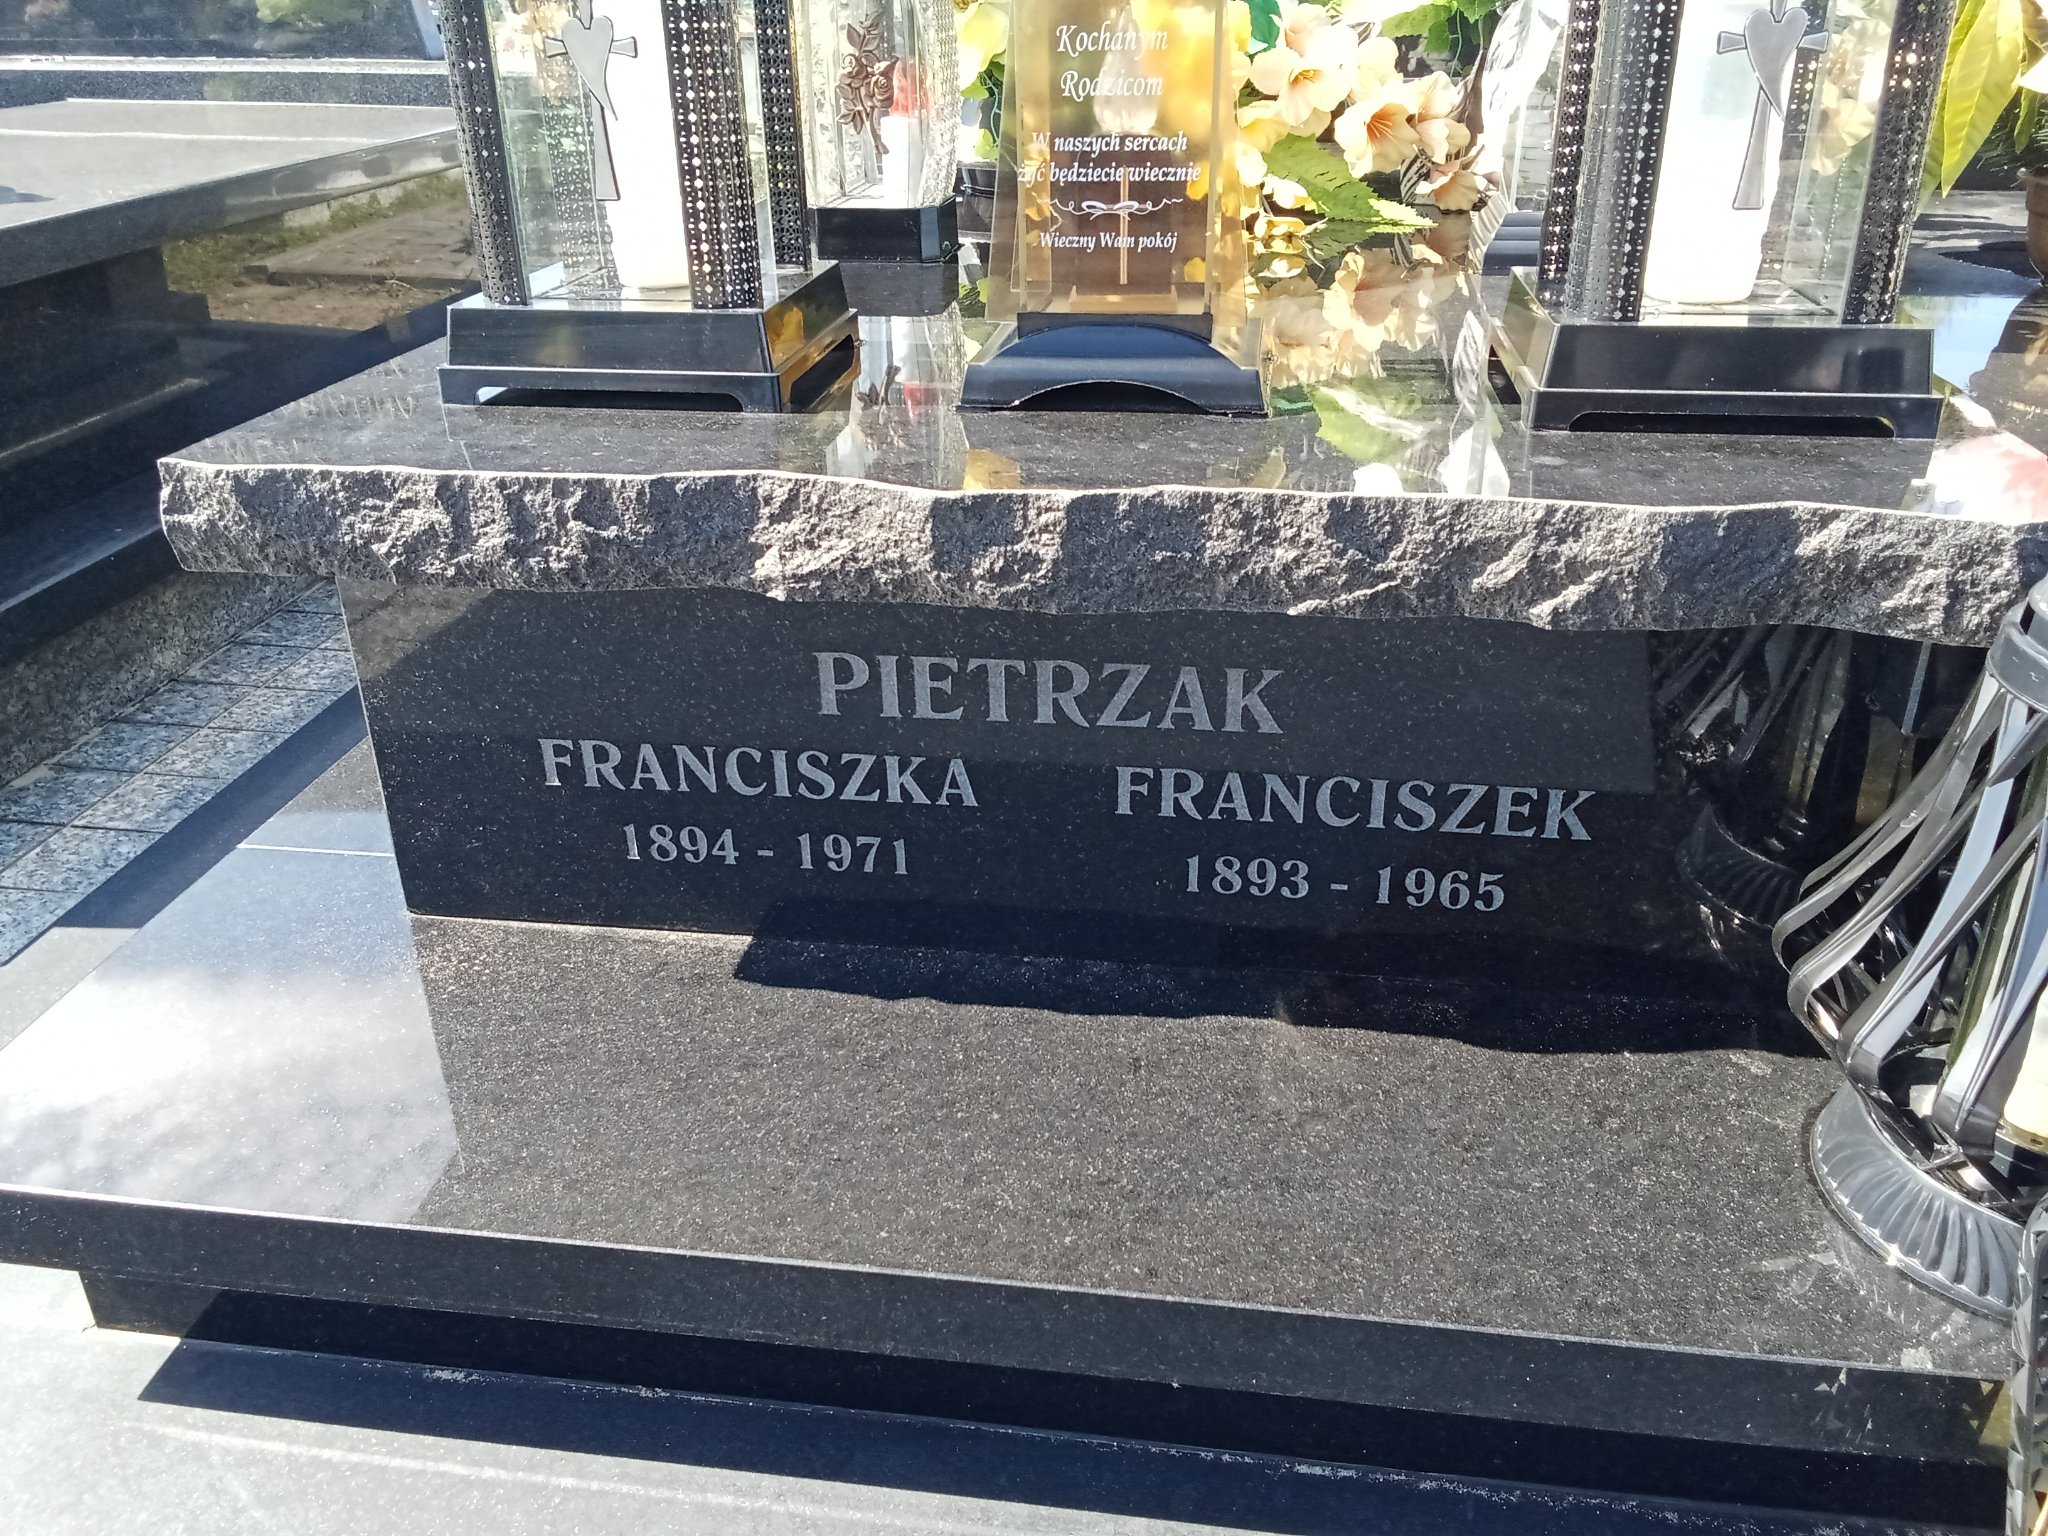 Kochanym
Rodzicom
W naszych sercach
żyć będziecie wiecznie
Wieczny Wam pokój
PIETRZAK
FRANCISZKA
1894 - 1971
FRANCISZEK
1893 - 1965